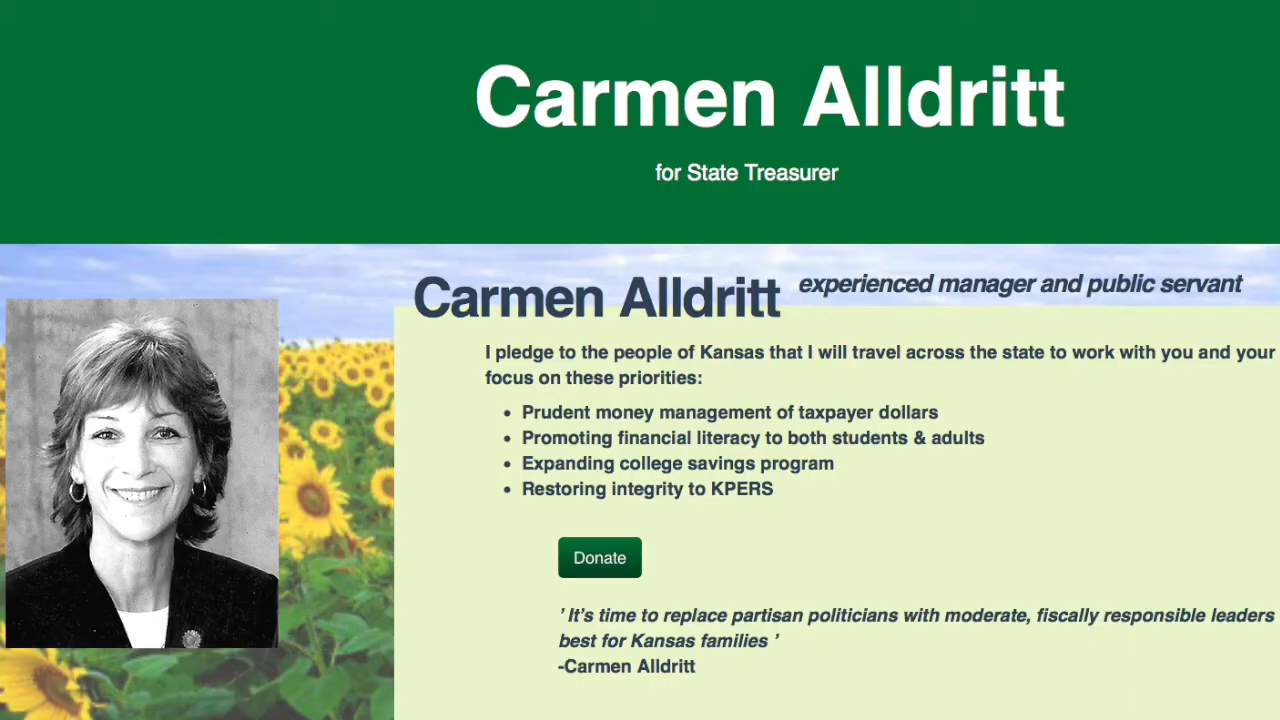 Carmen Alldritt
for State Treasurer
Carmen Alldritt experienced manager and public servant
I pledge to the people of Kansas that I will travel across the state to work with you and your
focus on these priorities:
• Prudent money management of taxpayer dollars
• Promoting financial literacy to both students & adults
• Expanding college savings program
• Restoring integrity to KPERS
Donate
’ It’s time to replace partisan politicians with moderate, fiscally responsible leaders
best for Kansas families ’
-Carmen Alldritt